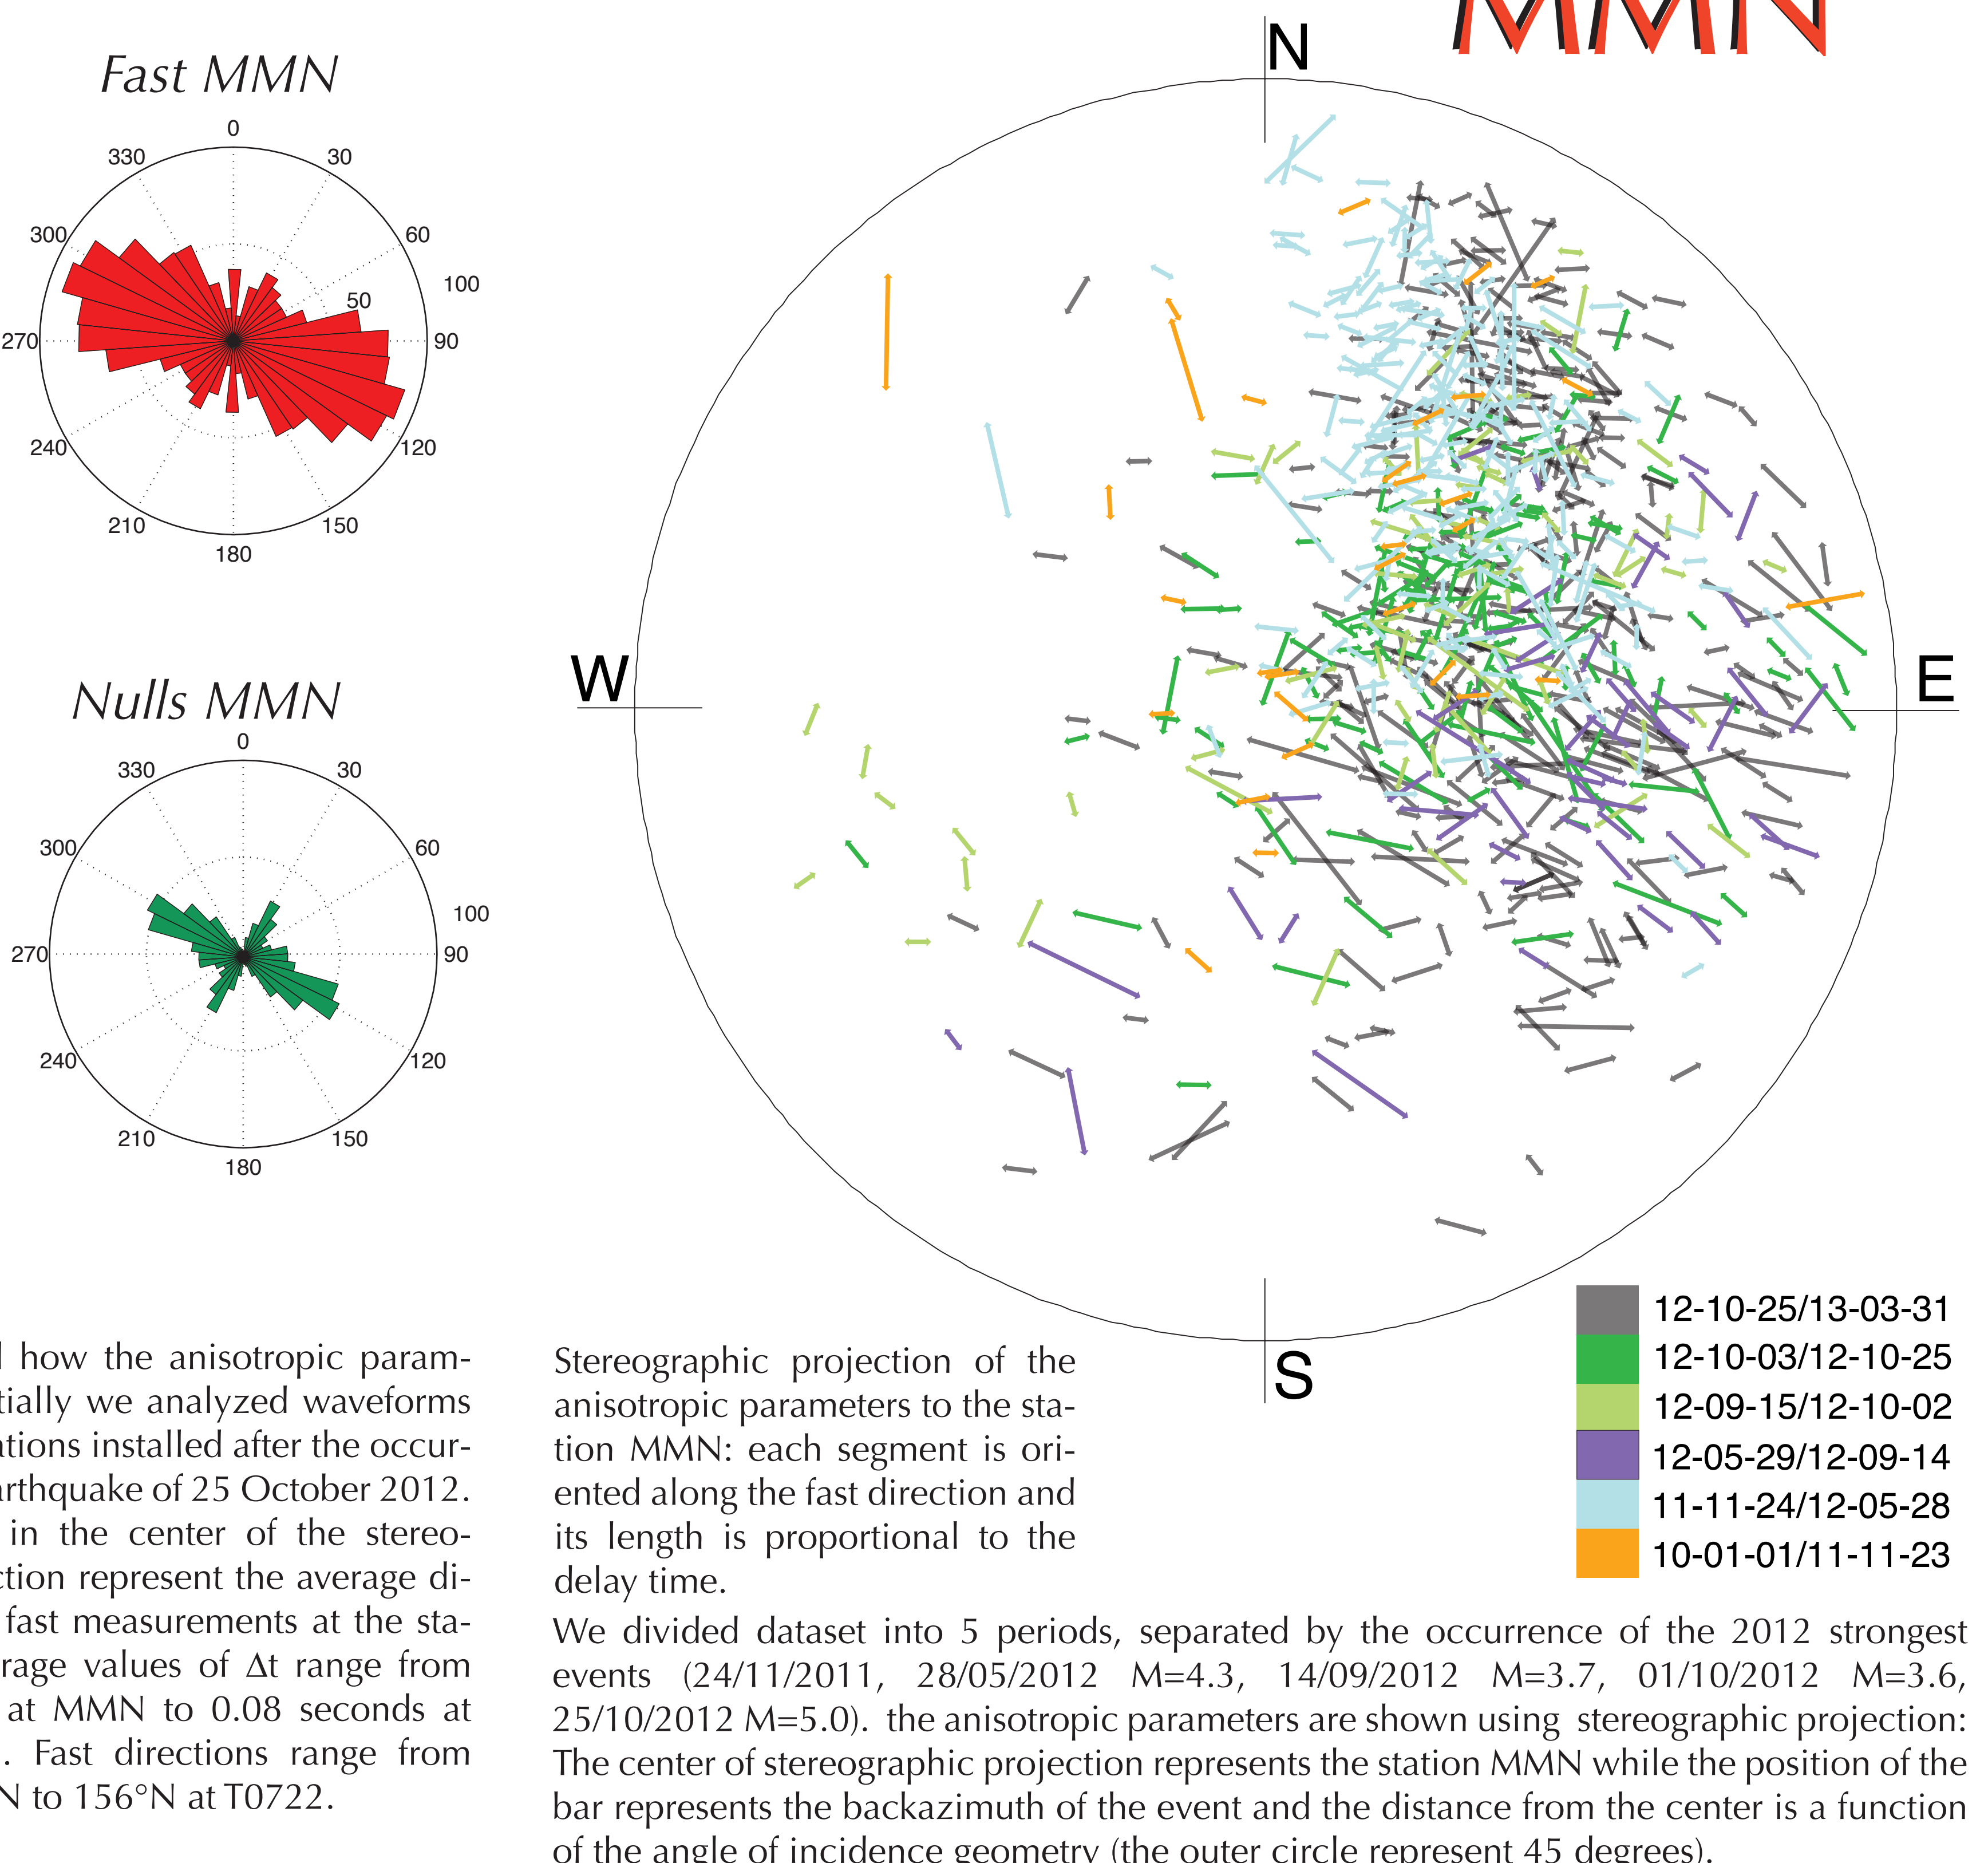 MMN
Fast MMN
0
330
30
300
60
100
50
270
90
240
120
210
150
180
Nulls MMN
0
330
30
300
60
100
270
90
240
120
210
150
180
N
W
E
S
12-10-25/13-03-31
12-10-03/12-10-25
12-09-15/12-10-02
12-05-29/12-09-14
11-11-24/12-05-28
10-01-01/11-11-23
how the anisotropic param-
we analyzed waveforms
installed after the occur-
of 25 October 2012.
in the center of the stereo-
represent the average di-
fast measurements at the sta-
values of Δt range from
at MMN to 0.08 seconds at
. Fast directions range from
N to 156°N at T0722.
Stereographic projection of the
anisotropic parameters to the sta-
tion MMN: each segment is ori-
ented along the fast direction and
its length is proportional to the
delay time.
We divided dataset into 5 periods, separated by the occurrence of the 2012 strongest
events (24/11/2011, 28/05/2012 M=4.3, 14/09/2012 M=3.7, 01/10/2012 M=3.6,
25/10/2012 M=5.0). the anisotropic parameters are shown using stereographic projection:
The center of stereographic projection represents the station MMN while the position of the
bar represents the backazimuth of the event and the distance from the center is a function
of the angle of incidence geometry (the outer circle represent 45 degrees).